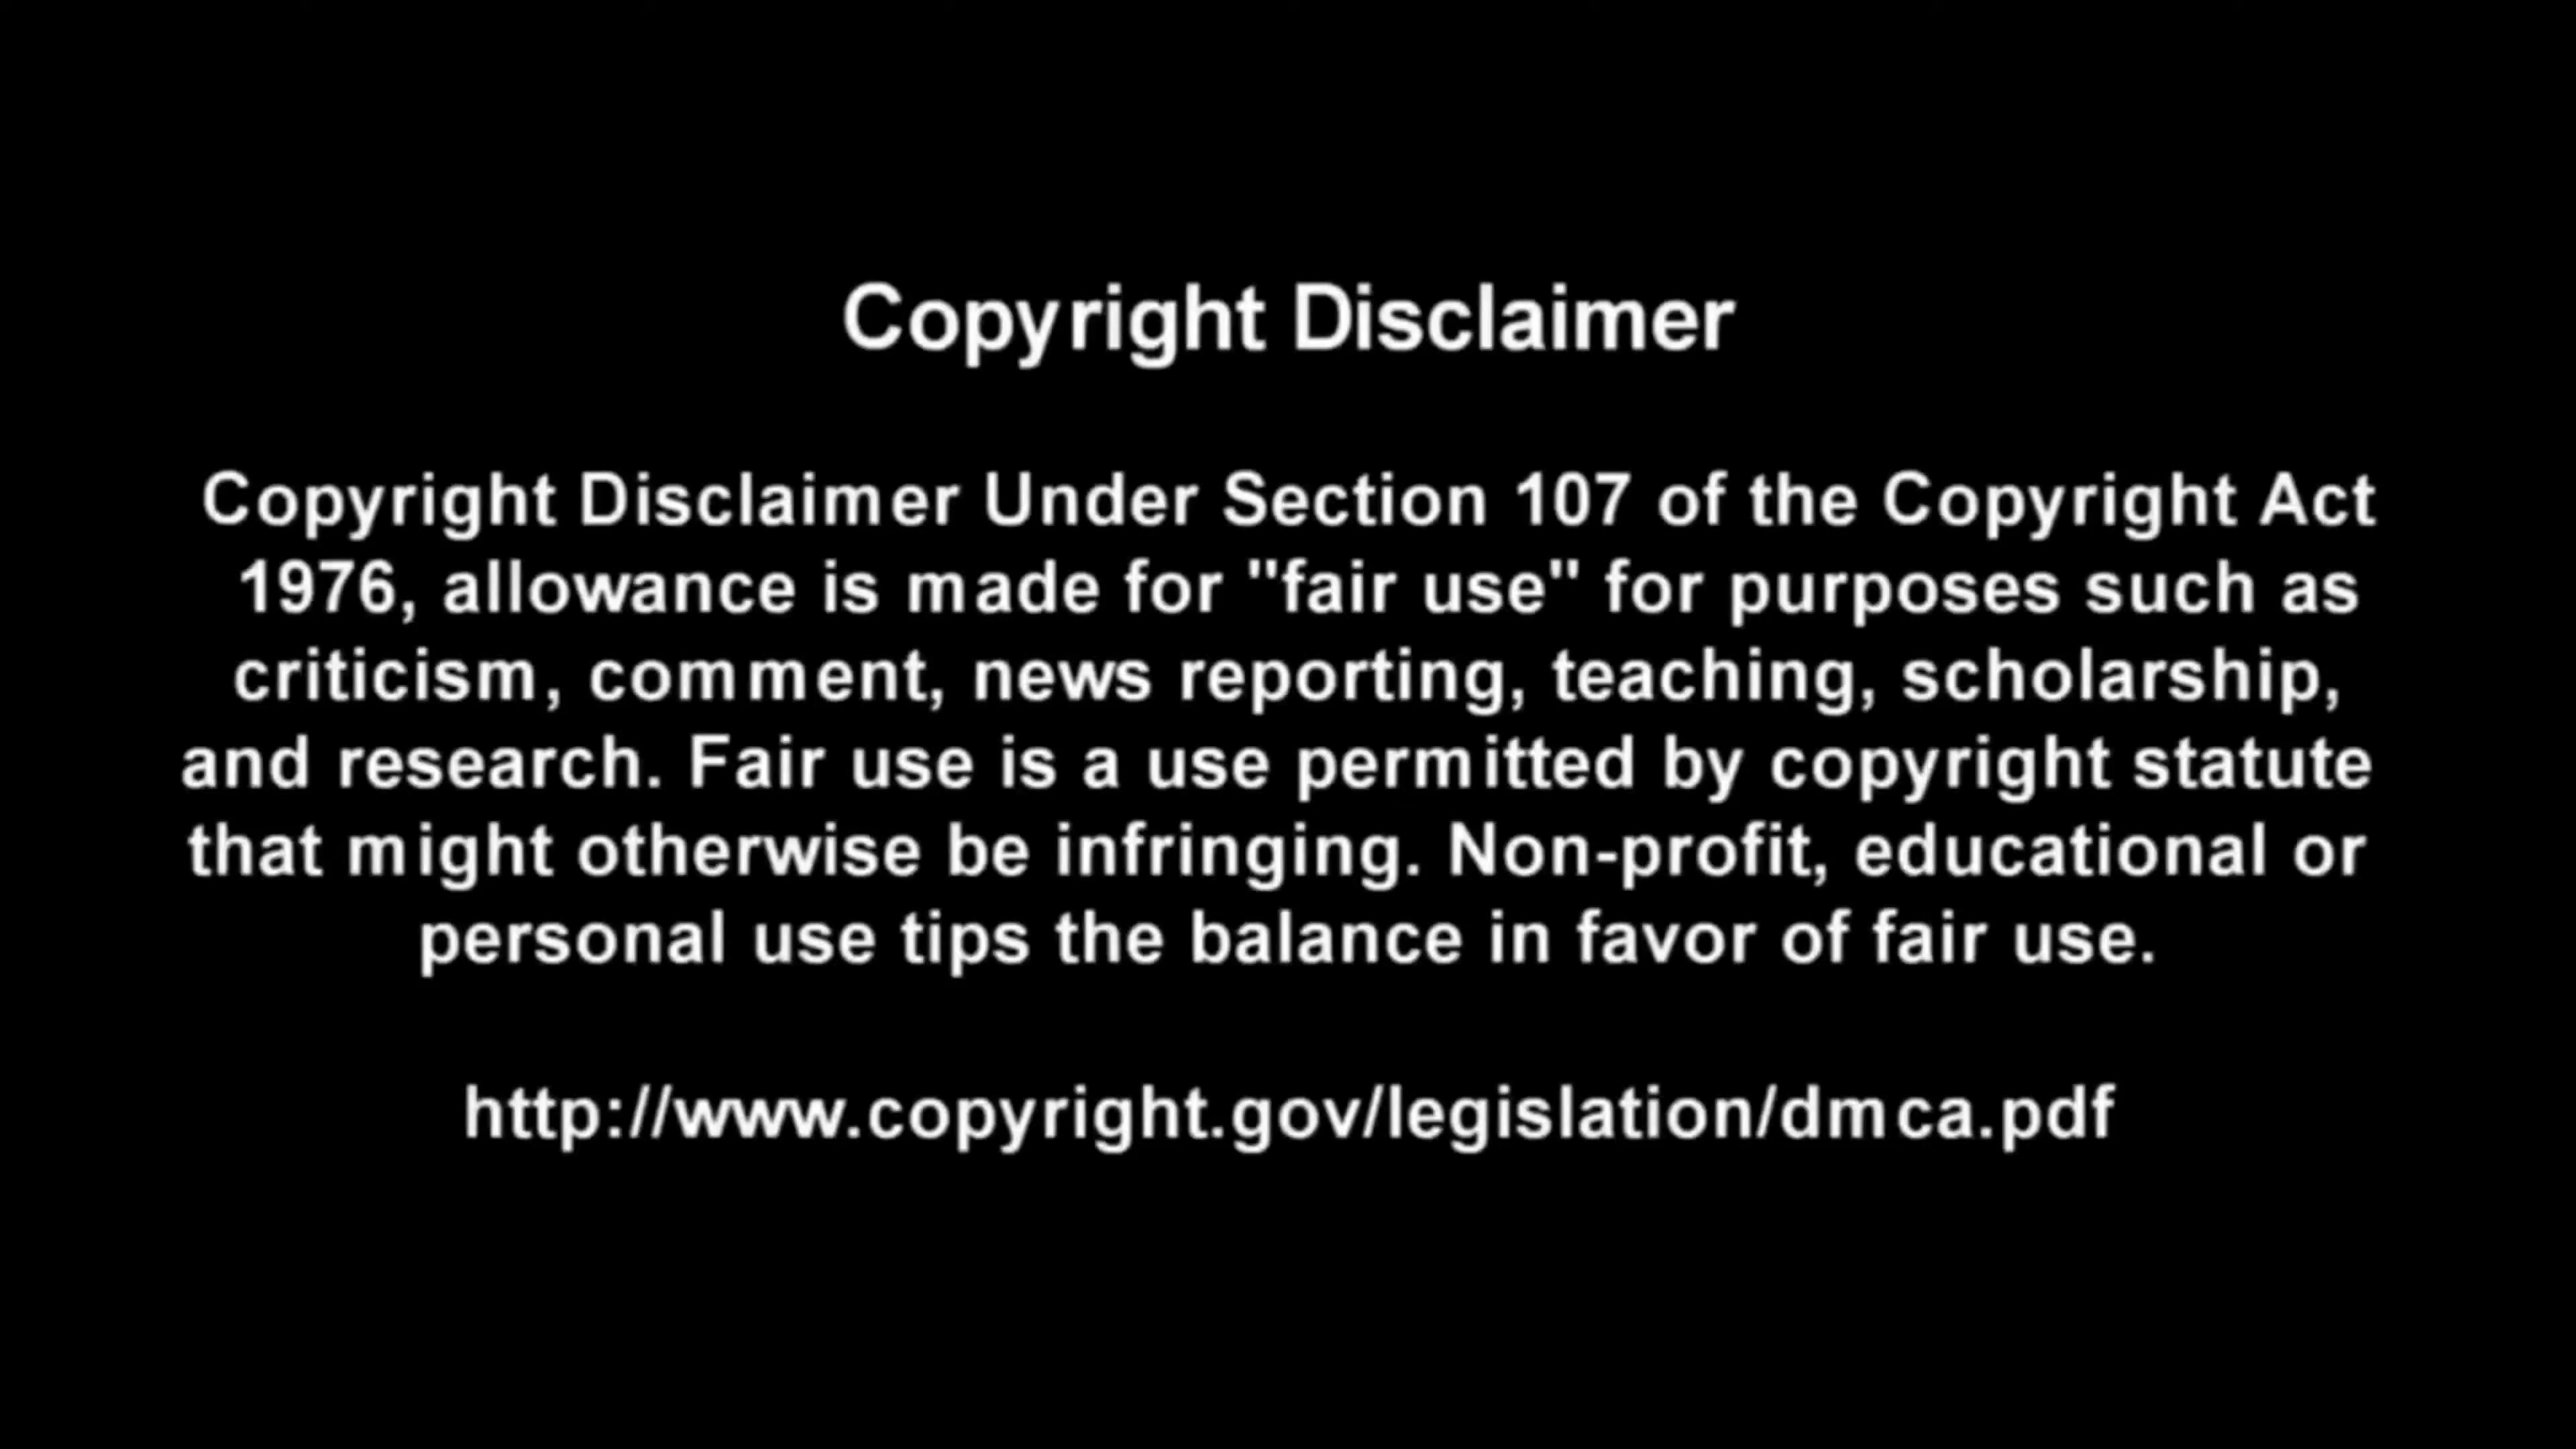 Copyright Disclaimer
Copyright Disclaimer Under Section 107 of the Copyright Act
1976, allowance is made for "fair use" for purposes such as
criticism, comment, news reporting, teaching, scholarship,
and research. Fair use is a use permitted by copyright statute
that might otherwise be infringing. Non-profit, educational or
personal use tips the balance in favor of fair use.
http://www.copyright.gov/legislation/dmca.pdf